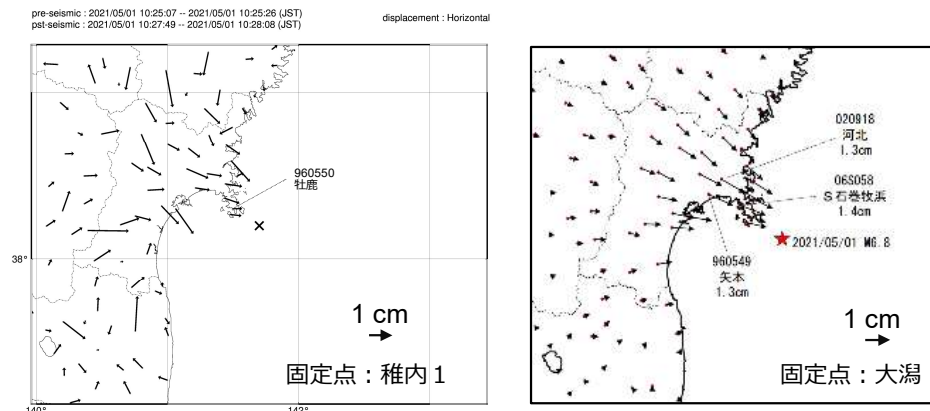 pre-seismic : 2021/05/01 10:25:07 -- 2021/05/01 10:25:26 (JST)
pst-seismic : 2021/05/01 10:27:49 -- 2021/05/01 10:28:08 (JST)
displacement : Horizontal
960550
牡鹿
38°
1 cm
固定点：稚内１
140°
142°
020918
河北
1.3cm
06S058
Ｓ石巻牧浜
1.4cm
2021/05/01 M6.8
960549
矢本
1.3cm
1 cm
固定点：大潟